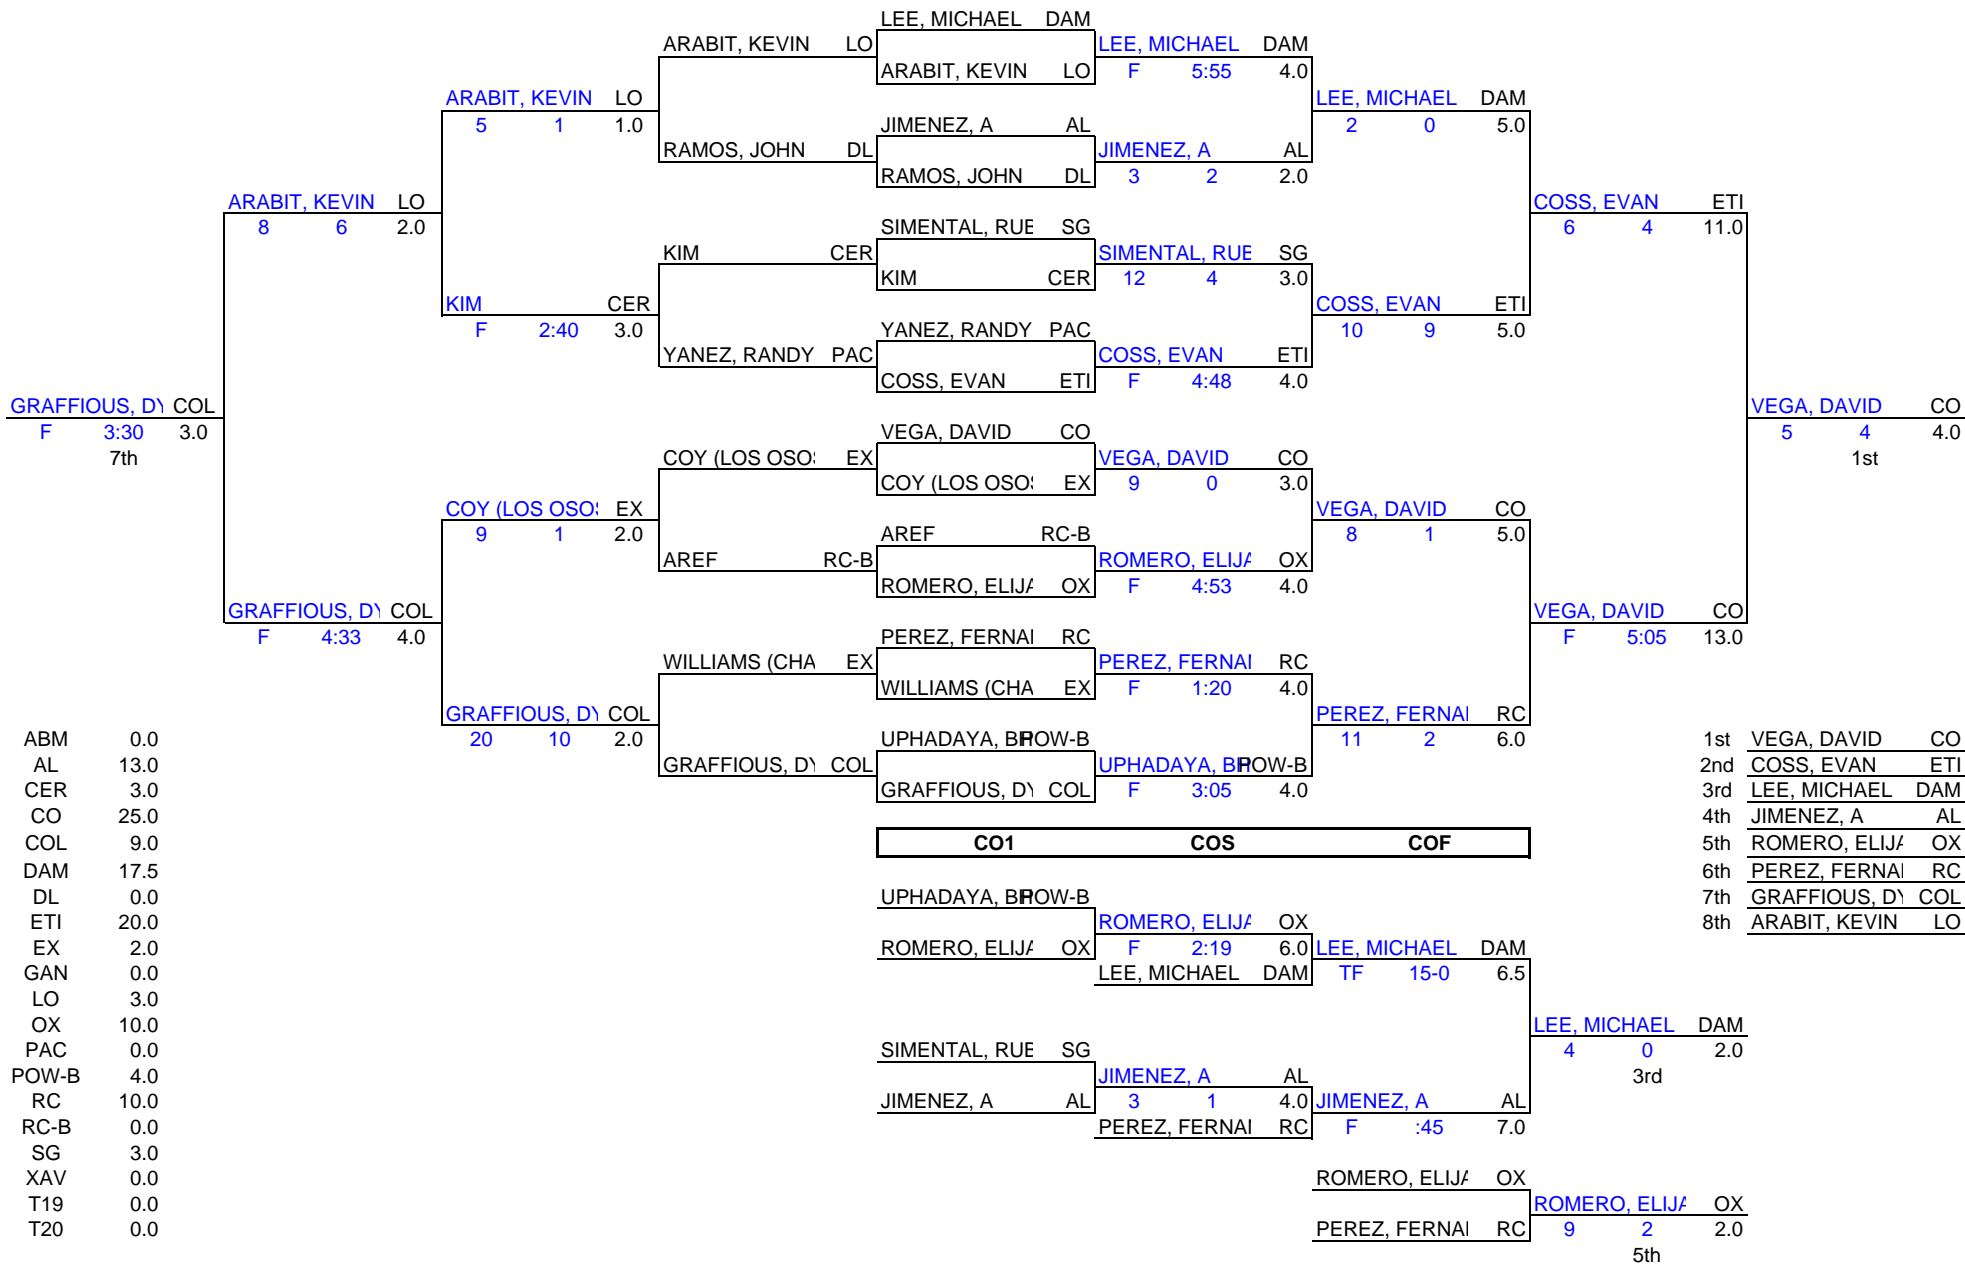 LEE, MICHAEL DAM
ARABIT, KEVIN LO LEE, MICHAEL DAM
ARABIT, KEVIN LO F 5:55 4.0
ARABIT, KEVIN LO LEE, MICHAEL DAM
5 1 1.0 JIMENEZ, A AL 2 0 5.0
RAMOS, JOHN DL JIMENEZ, A AL
RAMOS, JOHN DL 3 2 2.0
ARABIT, KEVIN LO COSS, EVAN ETI
8 6 2.0 SIMENTAL, RUE SG 6 4 11.0
KIM CER SIMENTAL, RUE SG
KIM CER 12 4 3.0
KIM CER COSS, EVAN ETI
F 2:40 3.0 YANEZ, RANDY PAC 10 9 5.0
YANEZ, RANDY PAC COSS, EVAN ETI
COSS, EVAN ETI F 4:48 4.0
GRAFFIOUS, DY COL VEGA, DAVID CO
F 3:30 3.0 VEGA, DAVID CO 5 4 4.0
7th COY (LOS OSOS EX VEGA, DAVID CO 1st
COY (LOS OSOS EX 9 0 3.0
COY (LOS OSOS EX VEGA, DAVID CO
9 1 2.0 AREF RC-B 8 1 5.0
AREF RC-B ROMERO, ELIJA OX
ROMERO, ELIJA OX F 4:53 4.0
GRAFFIOUS, DY COL VEGA, DAVID CO
F 4:33 4.0 PEREZ, FERNAI RC F 5:05 13.0
WILLIAMS (CHA EX PEREZ, FERNAI RC
WILLIAMS (CHA EX F 1:20 4.0
GRAFFIOUS, DY COL PEREZ, FERNAI RC
ABM 0.0 20 10 2.0 UPHADAYA, BH POW-B 11 2 6.0 1st VEGA, DAVID CO
AL 13.0 GRAFFIOUS, DY COL UPHADAYA, BH POW-B 2nd COSS, EVAN ETI
CER 3.0 GRAFFIOUS, DY COL F 3:05 4.0 3rd LEE, MICHAEL DAM
CO 25.0 4th JIMENEZ, A AL
COL 9.0 CO1 COS COF 5th ROMERO, ELIJA OX
DAM 17.5 6th PEREZ, FERNAI RC
DL 0.0 UPHADAYA, BH POW-B 7th GRAFFIOUS, DY COL
ETI 20.0 ROMERO, ELIJA OX 8th ARABIT, KEVIN LO
EX 2.0 ROMERO, ELIJA OX F 2:19 6.0 LEE, MICHAEL DAM
GAN 0.0 LEE, MICHAEL DAM TF 15-0 6.5
LO 3.0
OX 10.0 LEE, MICHAEL DAM
PAC 0.0 SIMENTAL, RUE SG 4 0 2.0
POW-B 4.0 JIMENEZ, A AL 3rd
RC 10.0 JIMENEZ, A AL 3 1 4.0 JIMENEZ, A AL
RC-B 0.0 PEREZ, FERNAI RC F :45 7.0
SG 3.0
XAV 0.0 ROMERO, ELIJA OX
T19 0.0 ROMERO, ELIJA OX
T20 0.0 PEREZ, FERNAI RC 9 2 2.0
5th